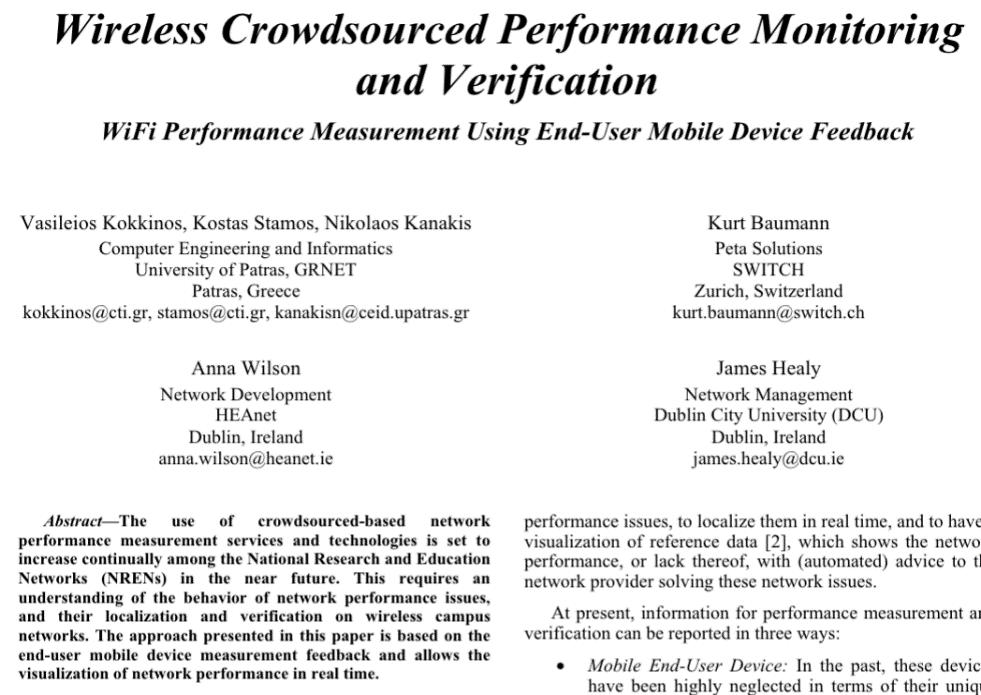 Wireless Crowdsourced Performance Monitoring
and Verification
WiFi Performance Measurement Using End-User Mobile Device Feedback
Vasileios Kokkinos, Kostas Stamos, Nikolaos Kanakis
Computer Engineering and Informatics
University of Patras, GRNET
Patras, Greece
kokkinos@cti.gr, stamos@cti.gr, kanakisn@ceid.upatras.gr
Kurt Baumann
Peta Solutions
SWITCH
Zurich, Switzerland
kurt.baumann@switch.ch
Anna Wilson
Network Development
HEAnet
Dublin, Ireland
anna.wilson@heanet.ie
James Healy
Network Management
Dublin City University (DCU)
Dublin, Ireland
james.healy@dcu.ie
Abstract—The use of crowdsourced-based network
performance measurement services and technologies is set to
increase continually among the National Research and Education
Networks (NRENs) in the near future. This requires an
understanding of the behavior of network performance issues,
and their localization and verification on wireless campus
networks. The approach presented in this paper is based on the
end-user mobile device measurement feedback and allows the
visualization of network performance in real time.
performance issues, to localize them in real time, and to have
visualization of reference data [2], which shows the netwo
performance, or lack thereof, with (automated) advice to th
network provider solving these network issues.
At present, information for performance measurement an
verification can be reported in three ways:
• Mobile End-User Device: In the past, these devic
have been highly neglected in terms of their uniqu